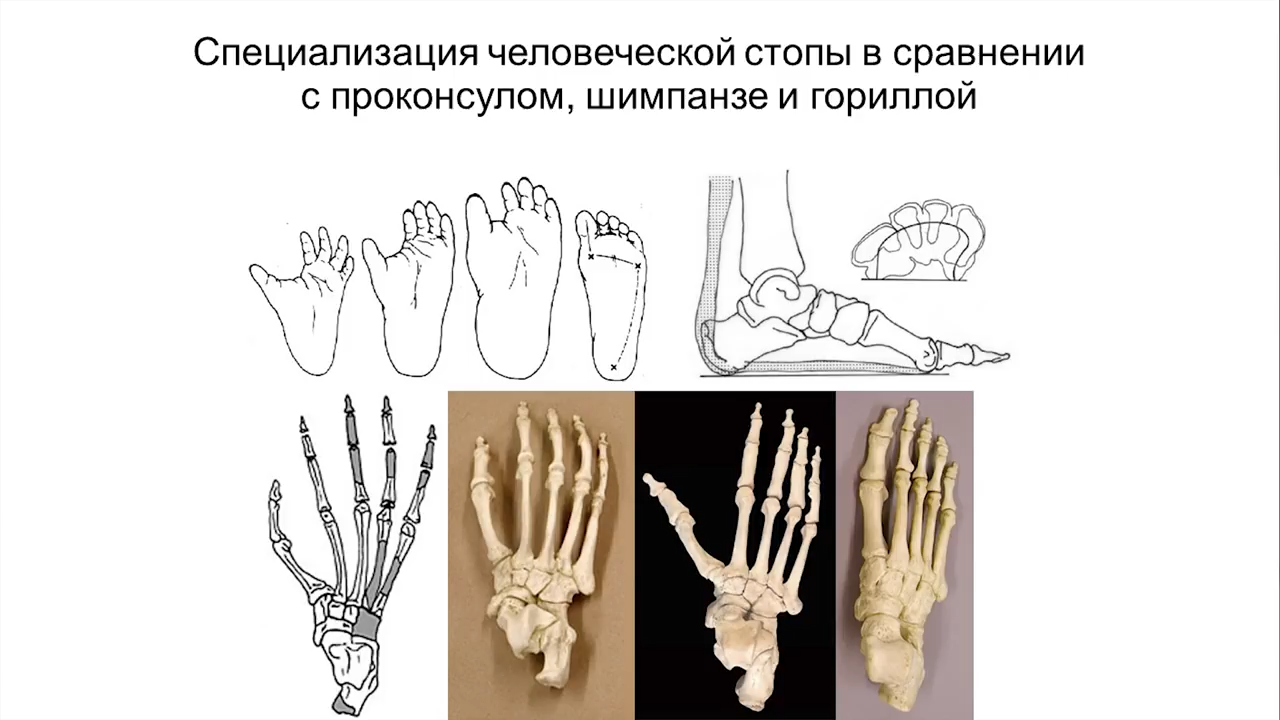 Специализация человеческой стопы в сравнении
с проконсулом, шимпанзе и гориллой